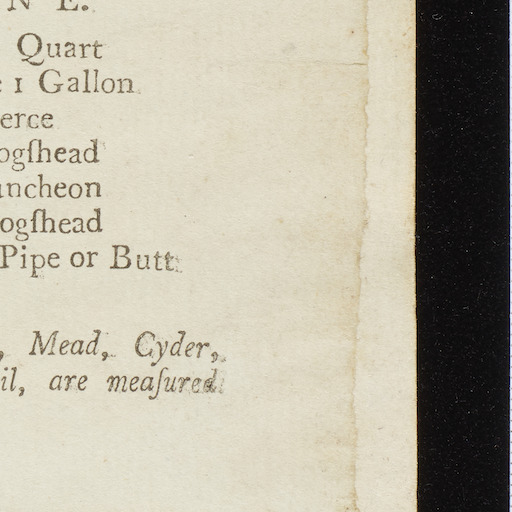 N E.
Quart
e 1 Gallon
erce
ogſhead
uncheon
ogſhead
Pipe or Butt
, Mead, Cyder,
il, are meaſured